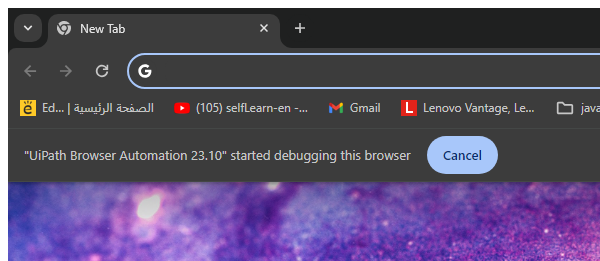 New Tab
Ed... | الصفحة الرئيسية
(105) selfLearn-en -...
Gmail
Lenovo Vantage, Le...
java
"UiPath Browser Automation 23.10" started debugging this browser
Cancel